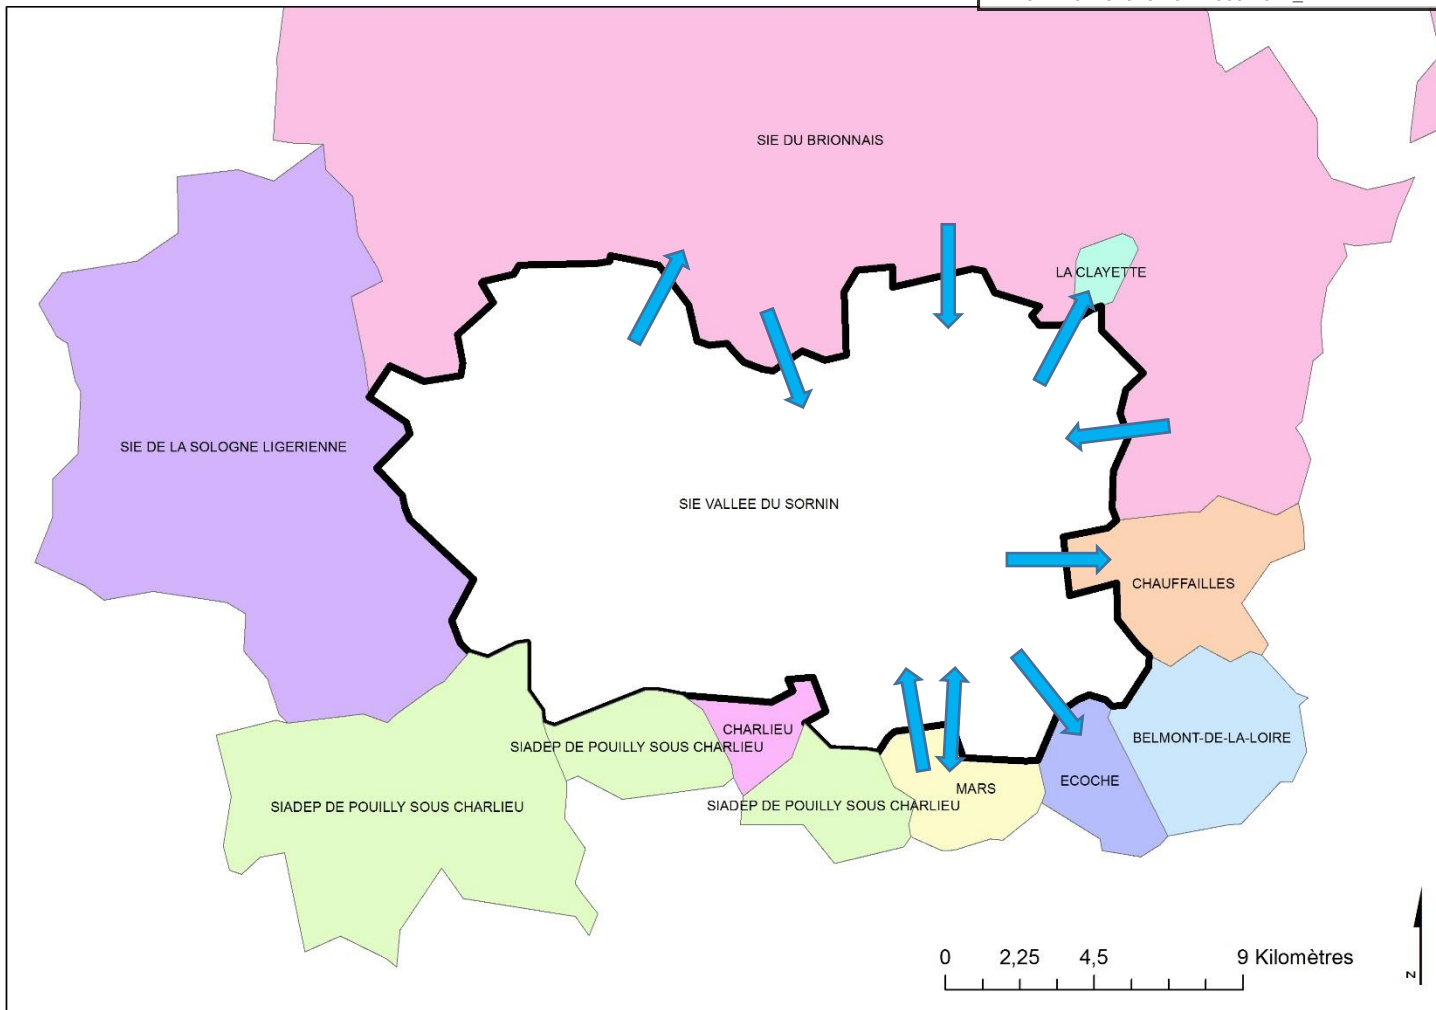 SIE DU BRIONNAIS
LA CLAYETTE
SIE DE LA SOLOGNE LIGERIENNE
SIE VALLEE DU SORNIN
CHAUFFAILLES
CHARLIEU
SIADEP DE POUILLY SOUS CHARLIEU
BELMONT-DE-LA-LOIRE
ECOCHE
MARS
SIADEP DE POUILLY SOUS CHARLIEU
SIADEP DE POUILLY SOUS CHARLIEU
0 2,25 4,5 9 Kilomètres
N